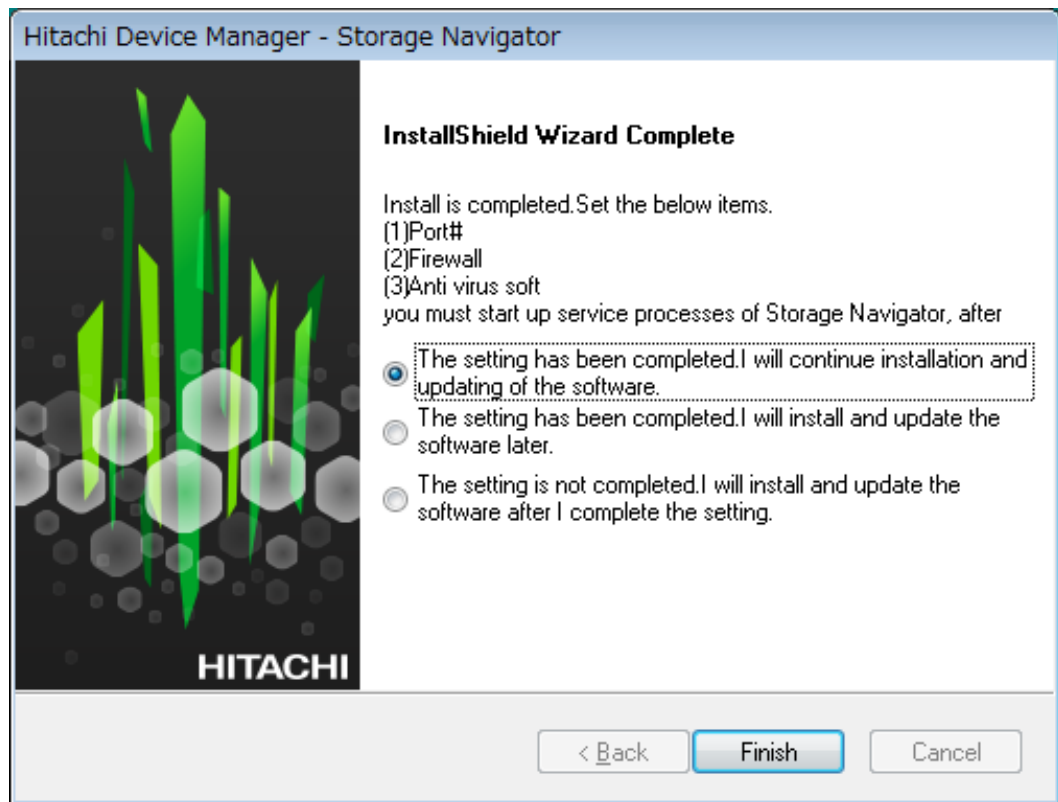 Hitachi Device Manager - Storage Navigator
InstallShield Wizard Complete
Install is completed.Set the below items.
(1)Port#
(2)Firewall
(3)Anti virus soft
you must start up service processes of Storage Navigator, after
The setting has been completed.I will continue installation and
updating of the software.
The setting has been completed.I will install and update the
software later.
The setting is not completed.I will install and update the
software after I complete the setting.
HITACHI
< Back
Finish
Cancel